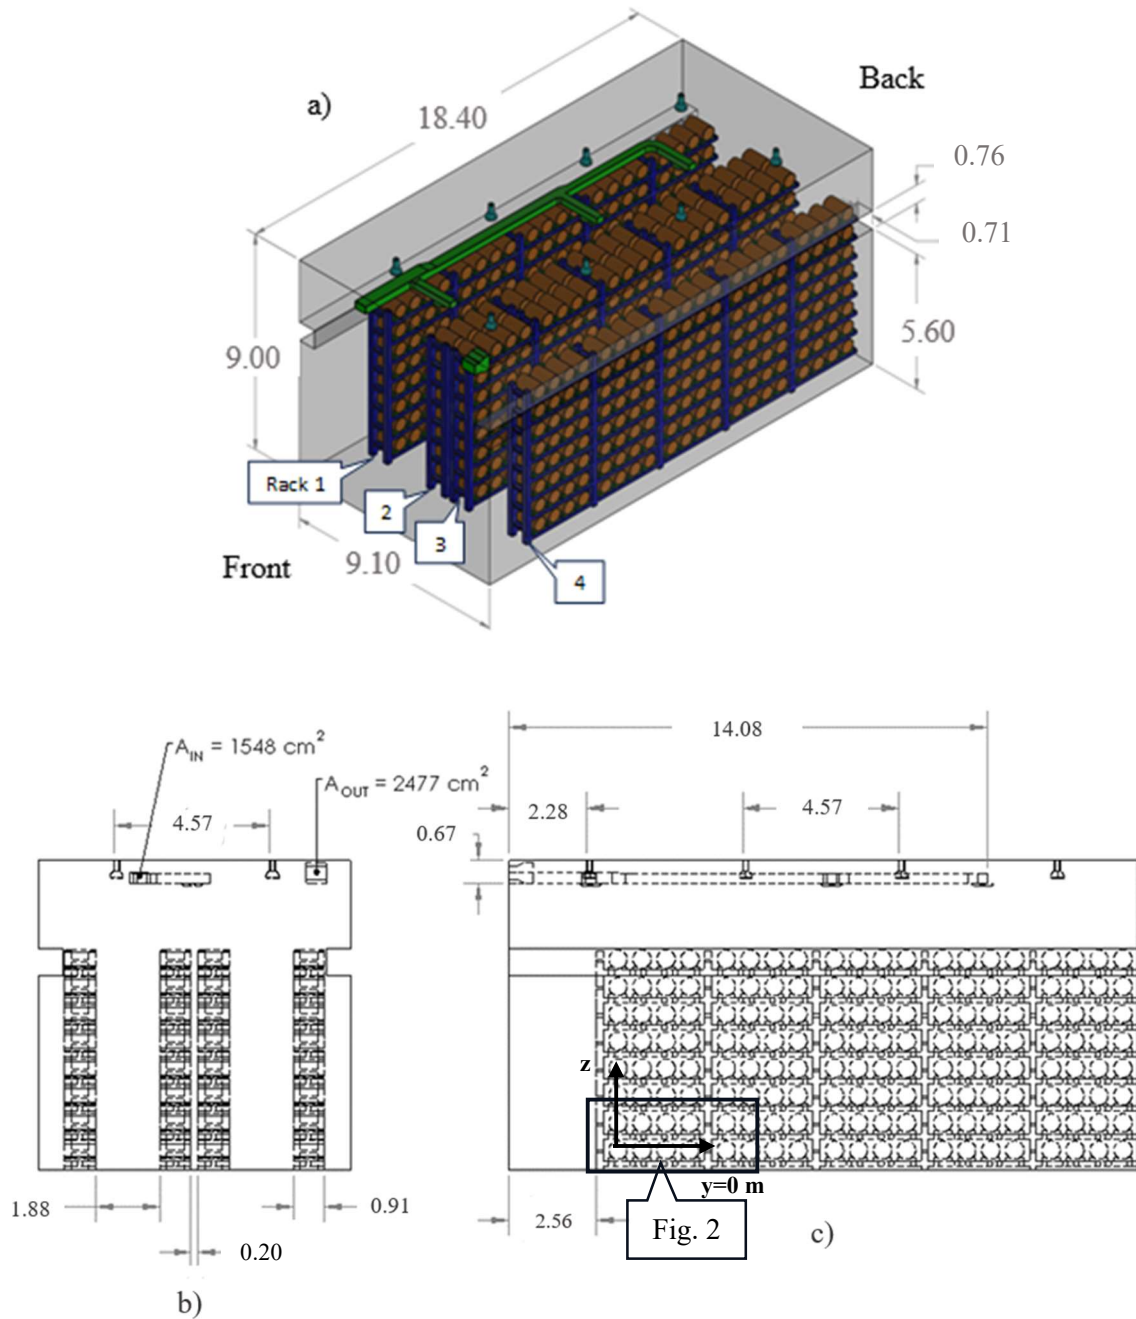 a)
Back
18.40
0.76
0.71
9.00
5.60
Rack 1
2
3
4
Front
9.10
A_IN = 1548 cm²
A_OUT = 2477 cm²
4.57
14.08
2.28
4.57
0.67
z
y=0 m
1.88
0.91
0.20
2.56
Fig. 2
b)
c)